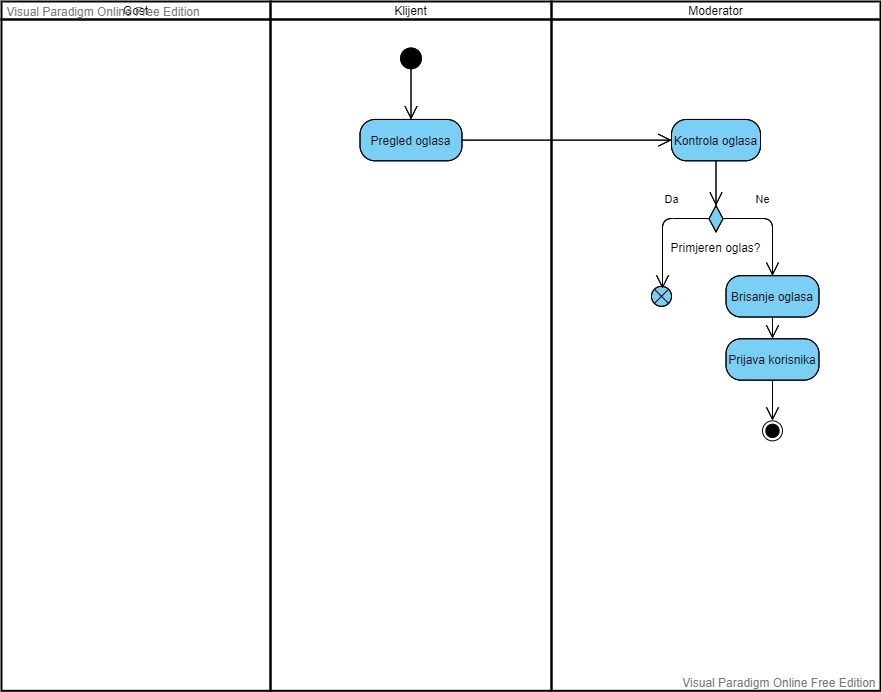 Visual Paradigm Online Free Edition
Gost
Klijent
Moderator
Pregled oglasa
Kontrola oglasa
Da
Ne
Primjeren oglas?
Brisanje oglasa
Prijava korisnika
Visual Paradigm Online Free Edition